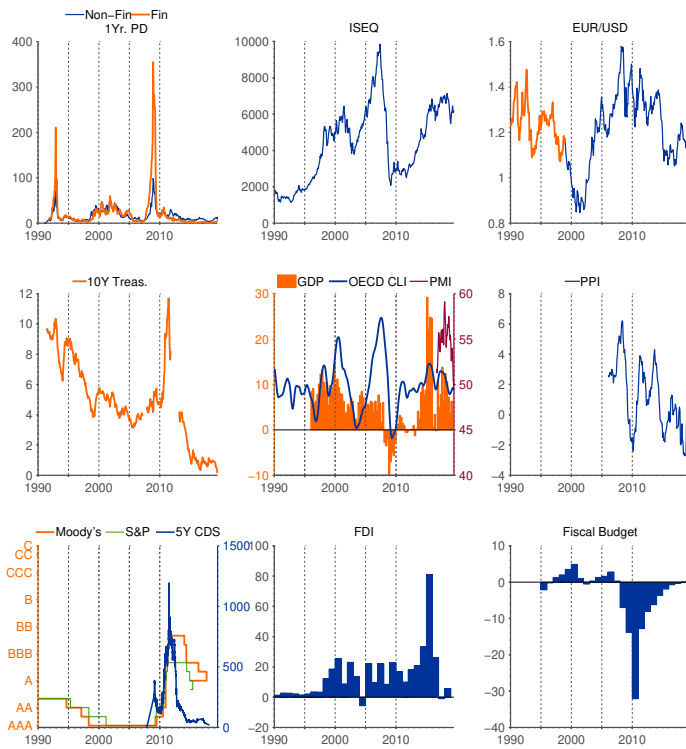 Non-Fin Fin
1Yr. PD
ISEQ
EUR/USD
400
300
200
100
0
1990 2000 2010
10000
8000
6000
4000
2000
0
1990 2000 2010
1.6
1.4
1.2
1
0.8
1990 2000 2010
10Y Treas.
GDP OECD CLI PMI
PPI
12
10
8
6
4
2
0
1990 2000 2010
30
20
10
0
−10
60
55
50
45
40
1990 2000 2010
8
6
4
2
0
−2
−4
1990 2000 2010
Moody's S&P 5Y CDS
FDI
Fiscal Budget
C
CC
CCC
B
BB
BBB
A
AA
AAA
1500
1000
500
0
1990 2000 2010
100
80
60
40
20
0
−20
1990 2000 2010
10
0
−10
−20
−30
−40
1990 2000 2010